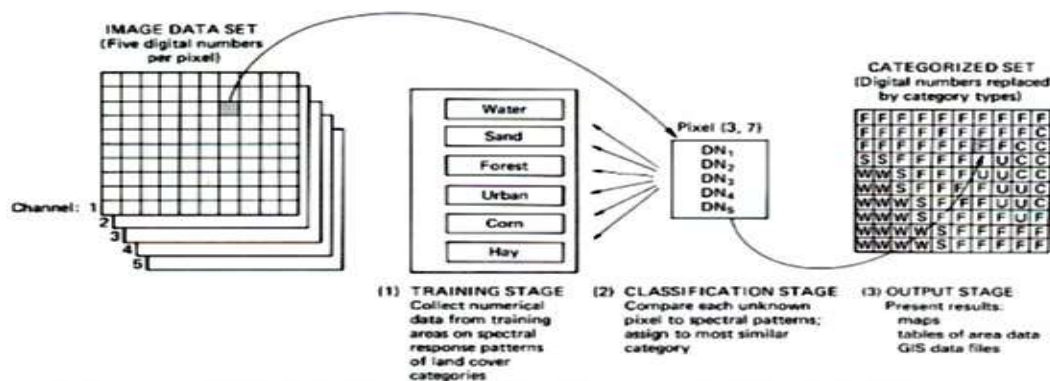 IMAGE DATA SET
(Five digital numbers
per pixel)
Channel: 1
2
3
4
5
Water
Sand
Forest
Urban
Corn
Hay
(1) TRAINING STAGE
Collect numerical
data from training
areas on spectral
response patterns
of land cover
categories
Pixel (3, 7)
DN1
DN2
DN3
DN4
DN5
(2) CLASSIFICATION STAGE
Compare each unknown
pixel to spectral patterns;
assign to most similar
category
CATEGORIZED SET
(Digital numbers replaced
by category types)
F F F F F F F F F F
F F F F F F F F F C
F F F F F F F F C C
S S F F F F F U C C
W W S F F F U U C C
W W S F F F F U U C
W W W S F F F U U C
W W W S F F F F U F
W W W W S F F F F F
W W W W S F F F F F
(3) OUTPUT STAGE
Present results:
maps
tables of area data
GIS data files